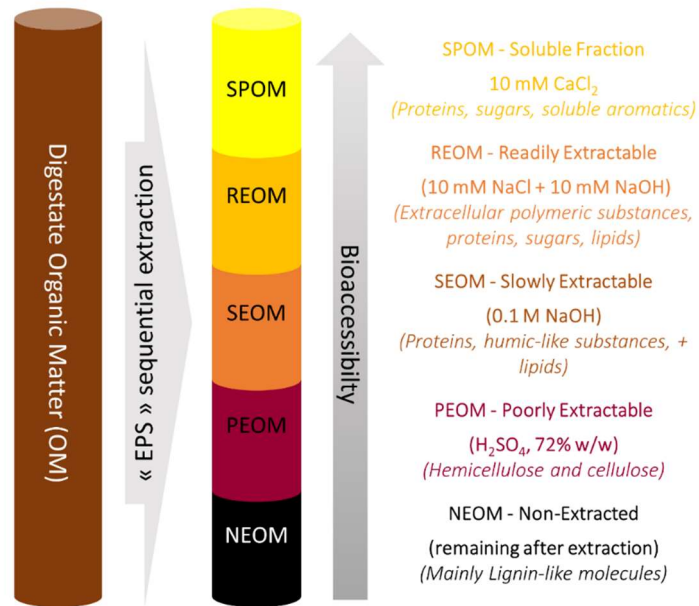 Digestate Organic Matter (OM)
« EPS » sequential extraction
SPOM
REOM
SEOM
PEOM
NEOM
Bioaccessibilty
SPOM - Soluble Fraction
10 mM CaCl₂
(Proteins, sugars, soluble aromatics)
REOM - Readily Extractable
(10 mM NaCl + 10 mM NaOH)
(Extracellular polymeric substances,
proteins, sugars, lipids)
SEOM - Slowly Extractable
(0.1 M NaOH)
(Proteins, humic-like substances, +
lipids)
PEOM - Poorly Extractable
(H₂SO₄, 72% w/w)
(Hemicellulose and cellulose)
NEOM - Non-Extracted
(remaining after extraction)
(Mainly Lignin-like molecules)